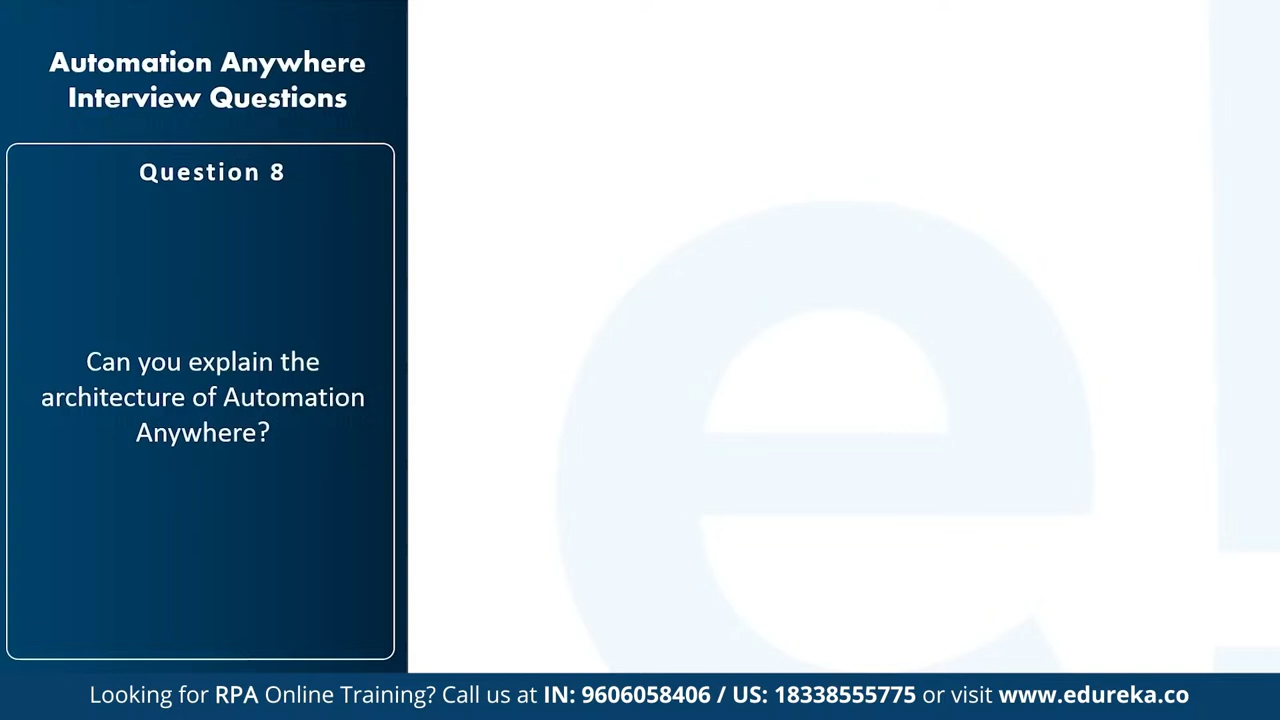 Automation Anywhere
Interview Questions
Question 8
Can you explain the
architecture of Automation
Anywhere?
Looking for RPA Online Training? Call us at IN: 9606058406 / US: 18338555775 or visit www.edureka.co